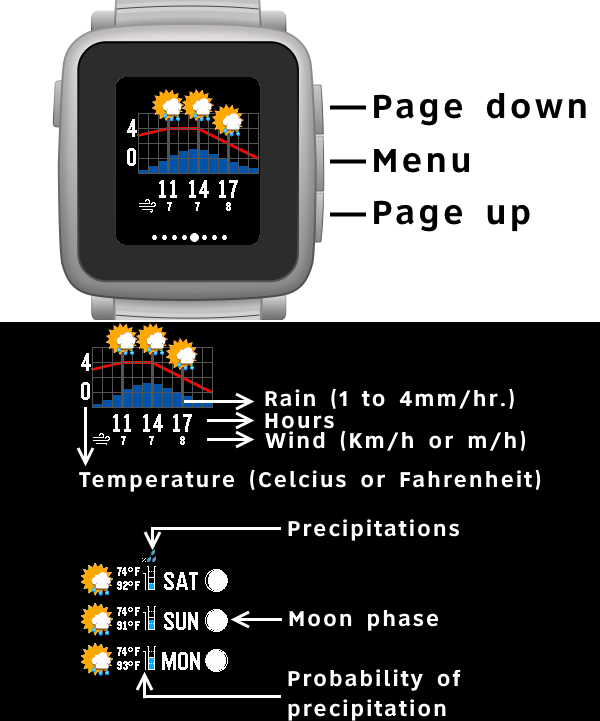 Page down
4
Menu
0
11 14 17
7 7 8
Page up
4
0
Rain (1 to 4mm/hr.)
11 14 17
Hours
7 7 8
Wind (Km/h or m/h)
Temperature (Celcius or Fahrenheit)
Precipitations
74°F
92°F
SAT
74°F
91°F
SUN
Moon phase
74°F
93°F
MON
Probability of
precipitation